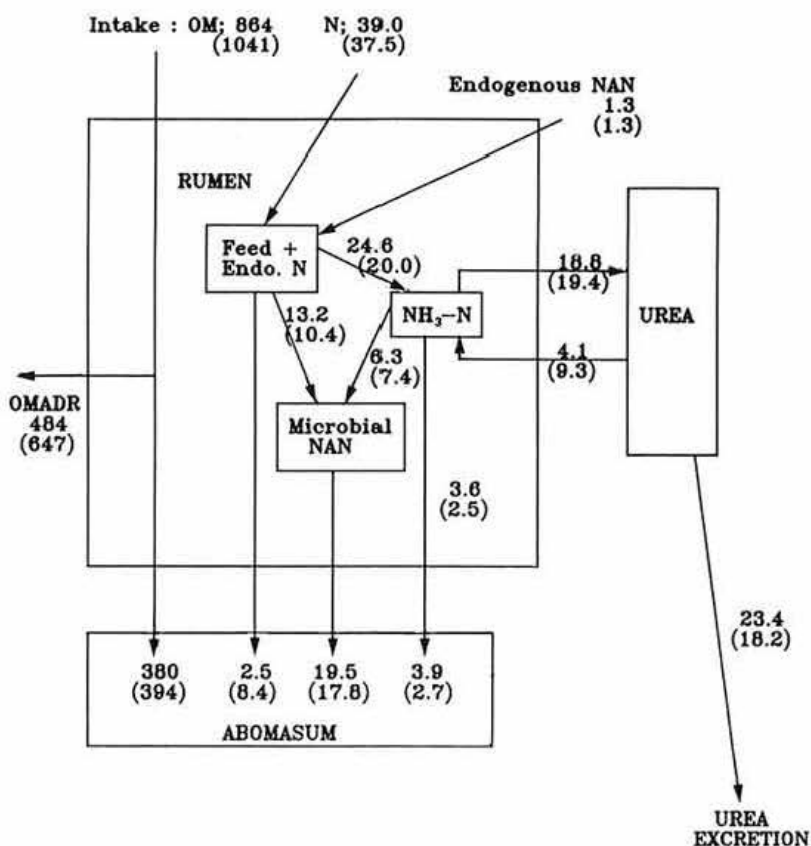 Intake : OM; 864 N; 39.0
(1041) (37.5)
Endogenous NAN
1.3
(1.3)
RUMEN
Feed +
Endo. N
24.6
(20.0)
18.8
(19.4)
NH₃-N
UREA
13.2
(10.4)
6.3
(7.4)
4.1
(9.3)
OMADR
484
(647)
Microbial
NAN
3.6
(2.5)
23.4
(18.2)
380 2.5 19.5 3.9
(394) (8.4) (17.8) (2.7)
ABOMASUM
UREA
EXCRETION